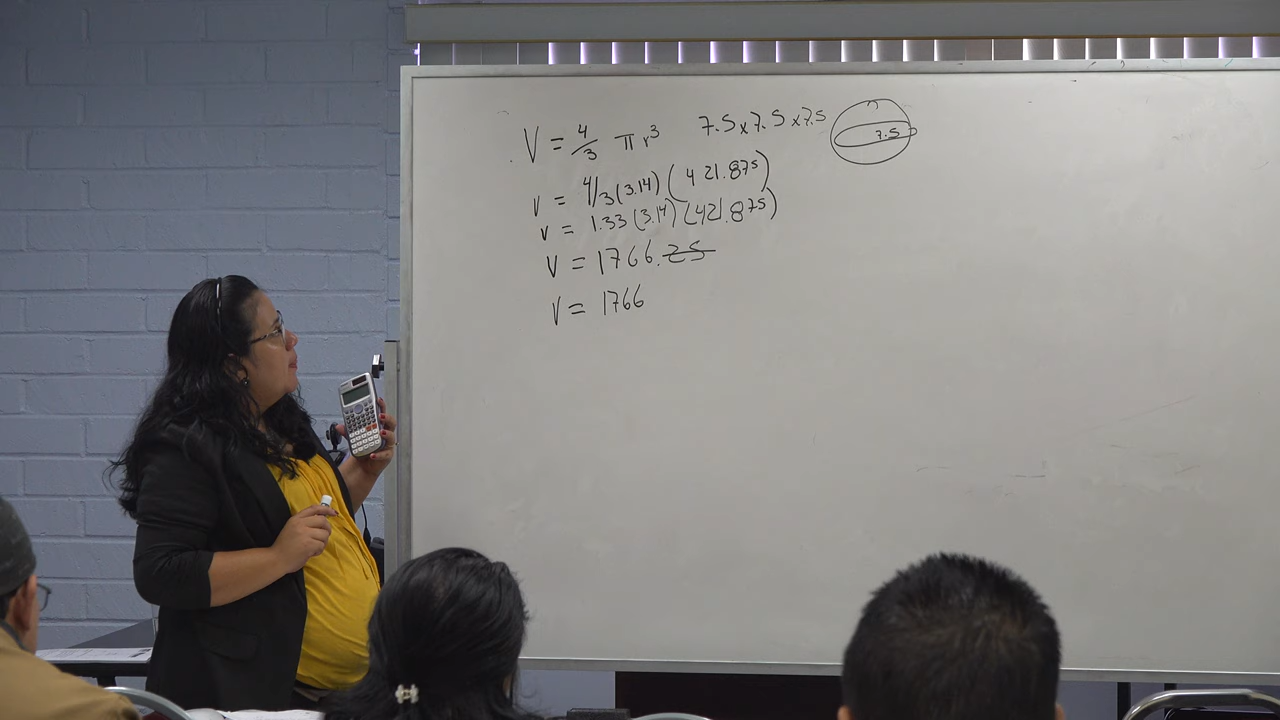 V = 4/3 π r³ 7.5 x 7.5 x 7.5
7.5
V = 4/3 (3.14) (421.875)
V = 1.33 (3.14) (421.875)
V = 1766.25
V = 1766